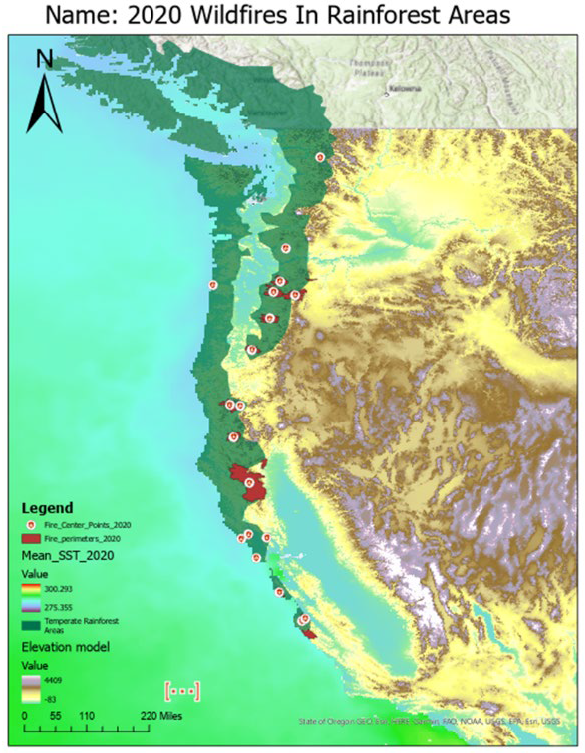 Name: 2020 Wildfires In Rainforest Areas
N
Thompson
Plateau
Kelowna
Vancouver
Legend
Fire_Center_Points_2020
Fire_perimeters_2020
Mean_SST_2020
Value
300.293
275.355
Temperate Rainforest
Areas
Elevation model
Value
4409
-83
0 55 110 220 Miles
State of Oregon GEO, Esri, HERE, Garmin, FAO, NOAA, USGS, EPA, Esri, USGS